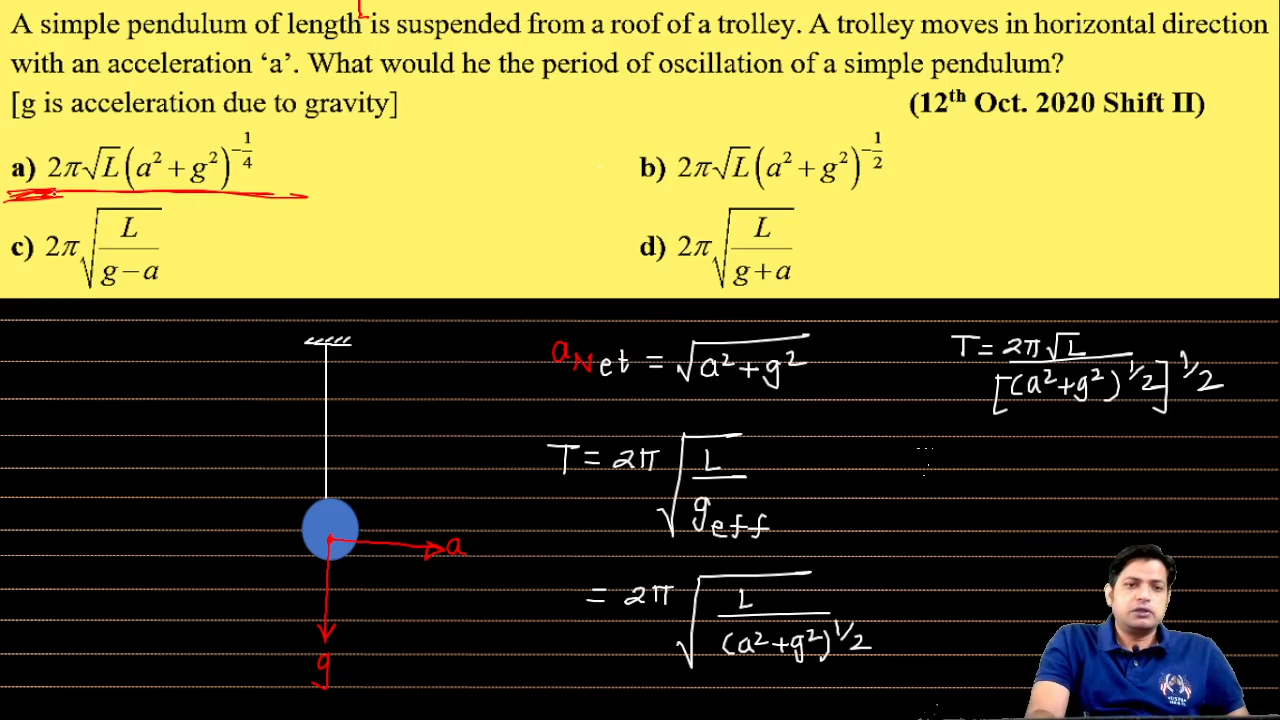 A simple pendulum of length L is suspended from a roof of a trolley. A trolley moves in horizontal direction
with an acceleration ‘a’. What would he the period of oscillation of a simple pendulum?
[g is acceleration due to gravity] (12th Oct. 2020 Shift II)
a) 2π√L(a²+g²)^(-1/4) b) 2π√L(a²+g²)^(-1/2)
c) 2π√(L/(g−a)) d) 2π√(L/(g+a))
aNet = √(a²+g²) T = 2π√L/[(a²+g²)^1/2]^1/2
T = 2π√(L/geff)
a
= 2π√(L/(a²+g²)^1/2)
g